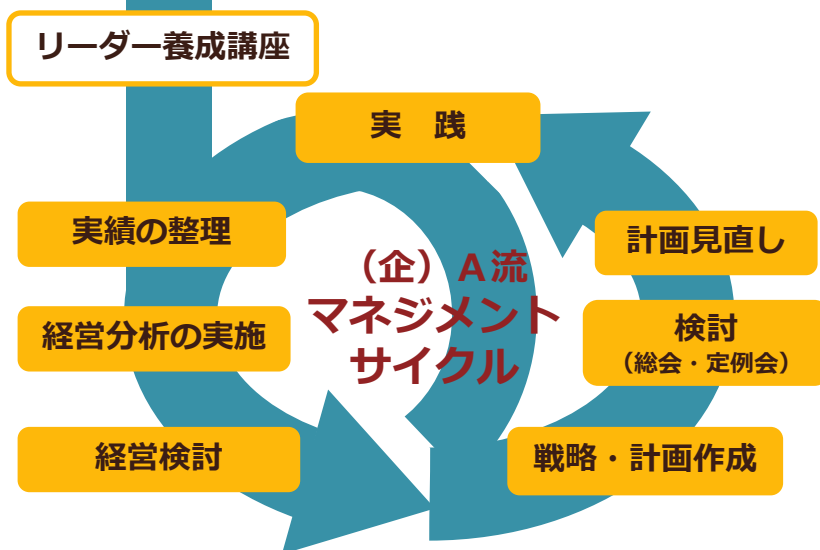 リーダー養成講座
実　践
実績の整理
経営分析の実施
経営検討
（企）A流
マネジメント
サイクル
計画見直し
検討
（総会・定例会）
戦略・計画作成